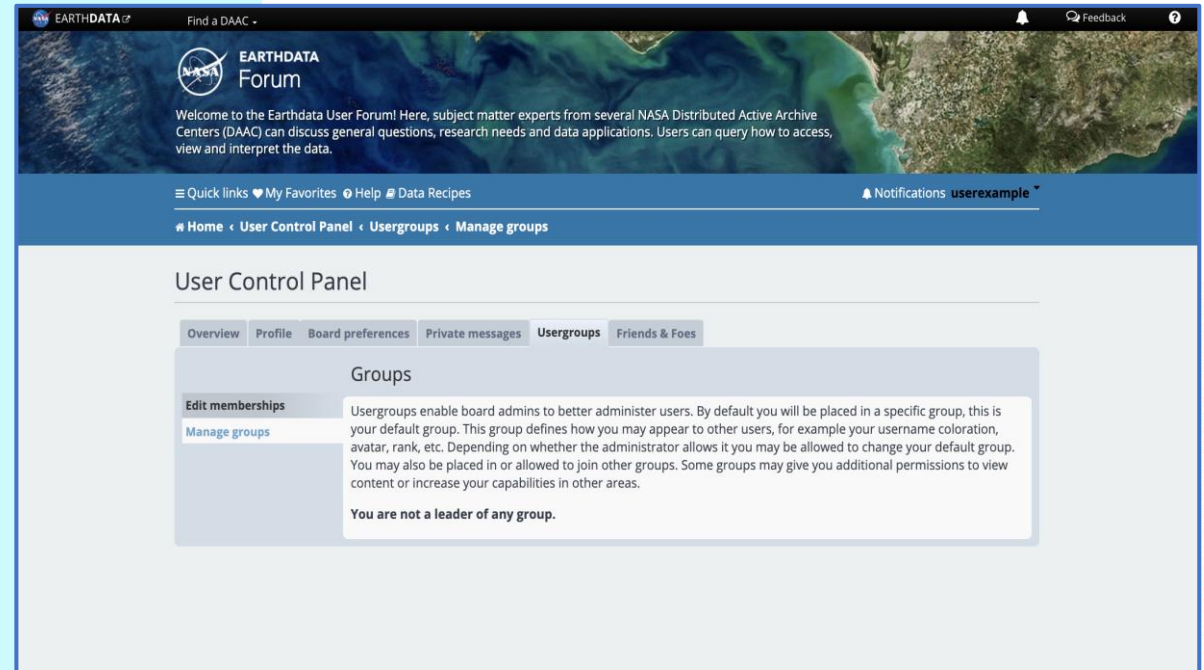 EARTHDATA
Find a DAAC
Feedback
NASA
EARTHDATA
Forum
Welcome to the Earthdata User Forum! Here, subject matter experts from several NASA Distributed Active Archive
Centers (DAAC) can discuss general questions, research needs and data applications. Users can query how to access,
view and interpret the data.
Quick links My Favorites Help Data Recipes
Notifications userexample
Home ‹ User Control Panel ‹ Usergroups ‹ Manage groups
User Control Panel
Overview Profile Board preferences Private messages Usergroups Friends & Foes
Groups
Edit memberships
Manage groups
Usergroups enable board admins to better administer users. By default you will be placed in a specific group, this is
your default group. This group defines how you may appear to other users, for example your username coloration,
avatar, rank, etc. Depending on whether the administrator allows it you may be allowed to change your default group.
You may also be placed in or allowed to join other groups. Some groups may give you additional permissions to view
content or increase your capabilities in other areas.
You are not a leader of any group.